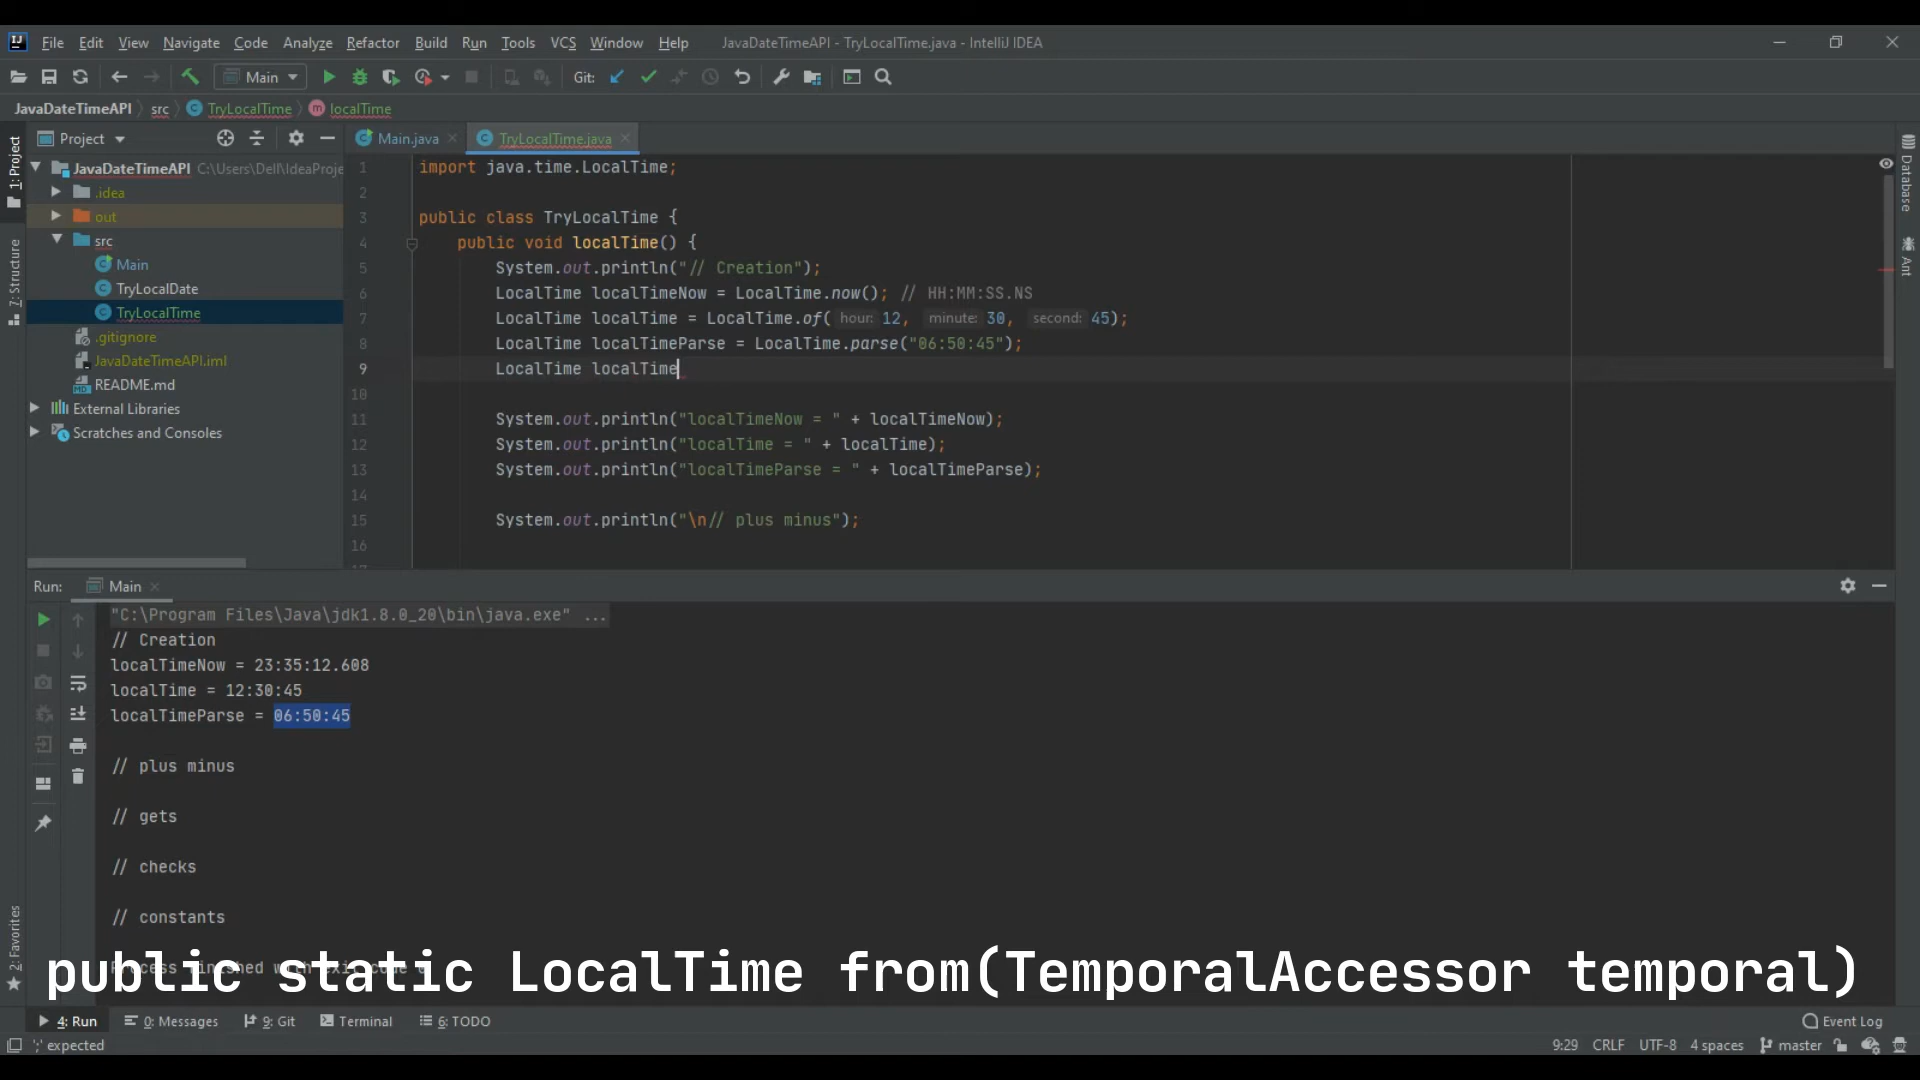 File Edit View Navigate Code Analyze Refactor Build Run Tools VCS Window Help JavaDateTimeAPI - TryLocalTime.java - IntelliJ IDEA
Main Git:
JavaDateTimeAPI src TryLocalTime localTime
Project Main.java TryLocalTime.java
1: Project
7: Structure
2: Favorites
JavaDateTimeAPI C:\Users\Dell\IdeaProje
.idea
out
src
Main
TryLocalDate
TryLocalTime
.gitignore
JavaDateTimeAPI.iml
README.md
External Libraries
Scratches and Consoles
1 import java.time.LocalTime;
2
3 public class TryLocalTime {
4 public void localTime() {
5 System.out.println("// Creation");
6 LocalTime localTimeNow = LocalTime.now(); // HH:MM:SS.NS
7 LocalTime localTime = LocalTime.of( hour: 12, minute: 30, second: 45);
8 LocalTime localTimeParse = LocalTime.parse("06:50:45");
9 LocalTime localTime
10
11 System.out.println("localTimeNow = " + localTimeNow);
12 System.out.println("localTime = " + localTime);
13 System.out.println("localTimeParse = " + localTimeParse);
14
15 System.out.println("\n// plus minus");
16
Database
Ant
Run: Main
"C:\Program Files\Java\jdk1.8.0_20\bin\java.exe" ...
// Creation
localTimeNow = 23:35:12.608
localTime = 12:30:45
localTimeParse = 06:50:45
// plus minus
// gets
// checks
// constants
Process finished with exit code
public static LocalTime from(TemporalAccessor temporal)
4: Run 0: Messages 9: Git Terminal 6: TODO Event Log
';' expected 9:29 CRLF UTF-8 4 spaces master